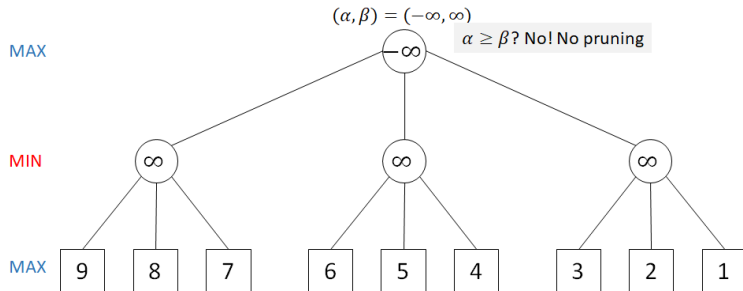 (α, β) = (−∞, ∞)
α ≥ β? No! No pruning
MAX
−∞
MIN
∞ ∞ ∞
MAX 9 8 7 6 5 4 3 2 1